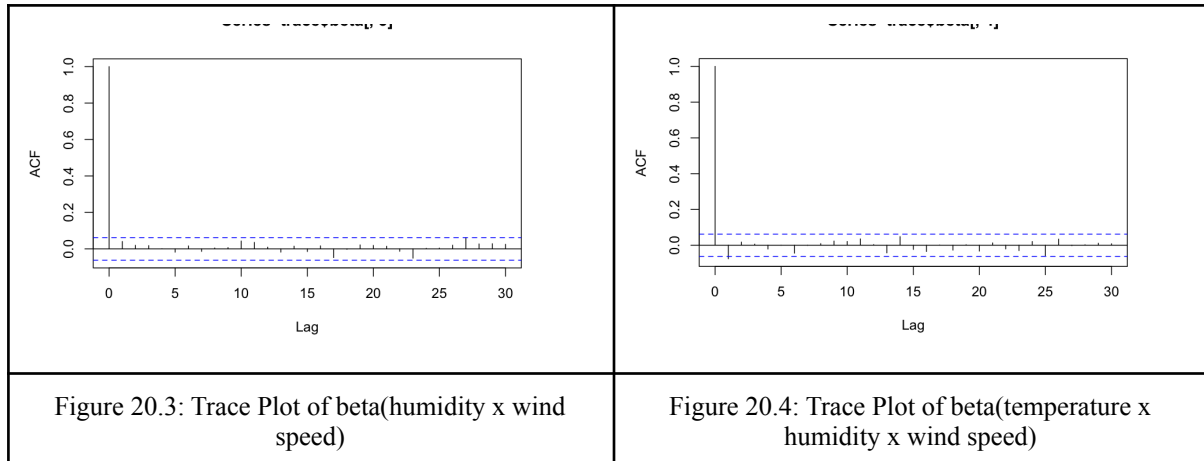 ACF
1.0
0.8
0.6
0.4
0.2
0.0
0 5 10 15 20 25 30
Lag
ACF
1.0
0.8
0.6
0.4
0.2
0.0
0 5 10 15 20 25 30
Lag
Figure 20.3: Trace Plot of beta(humidity x wind
speed)
Figure 20.4: Trace Plot of beta(temperature x
humidity x wind speed)